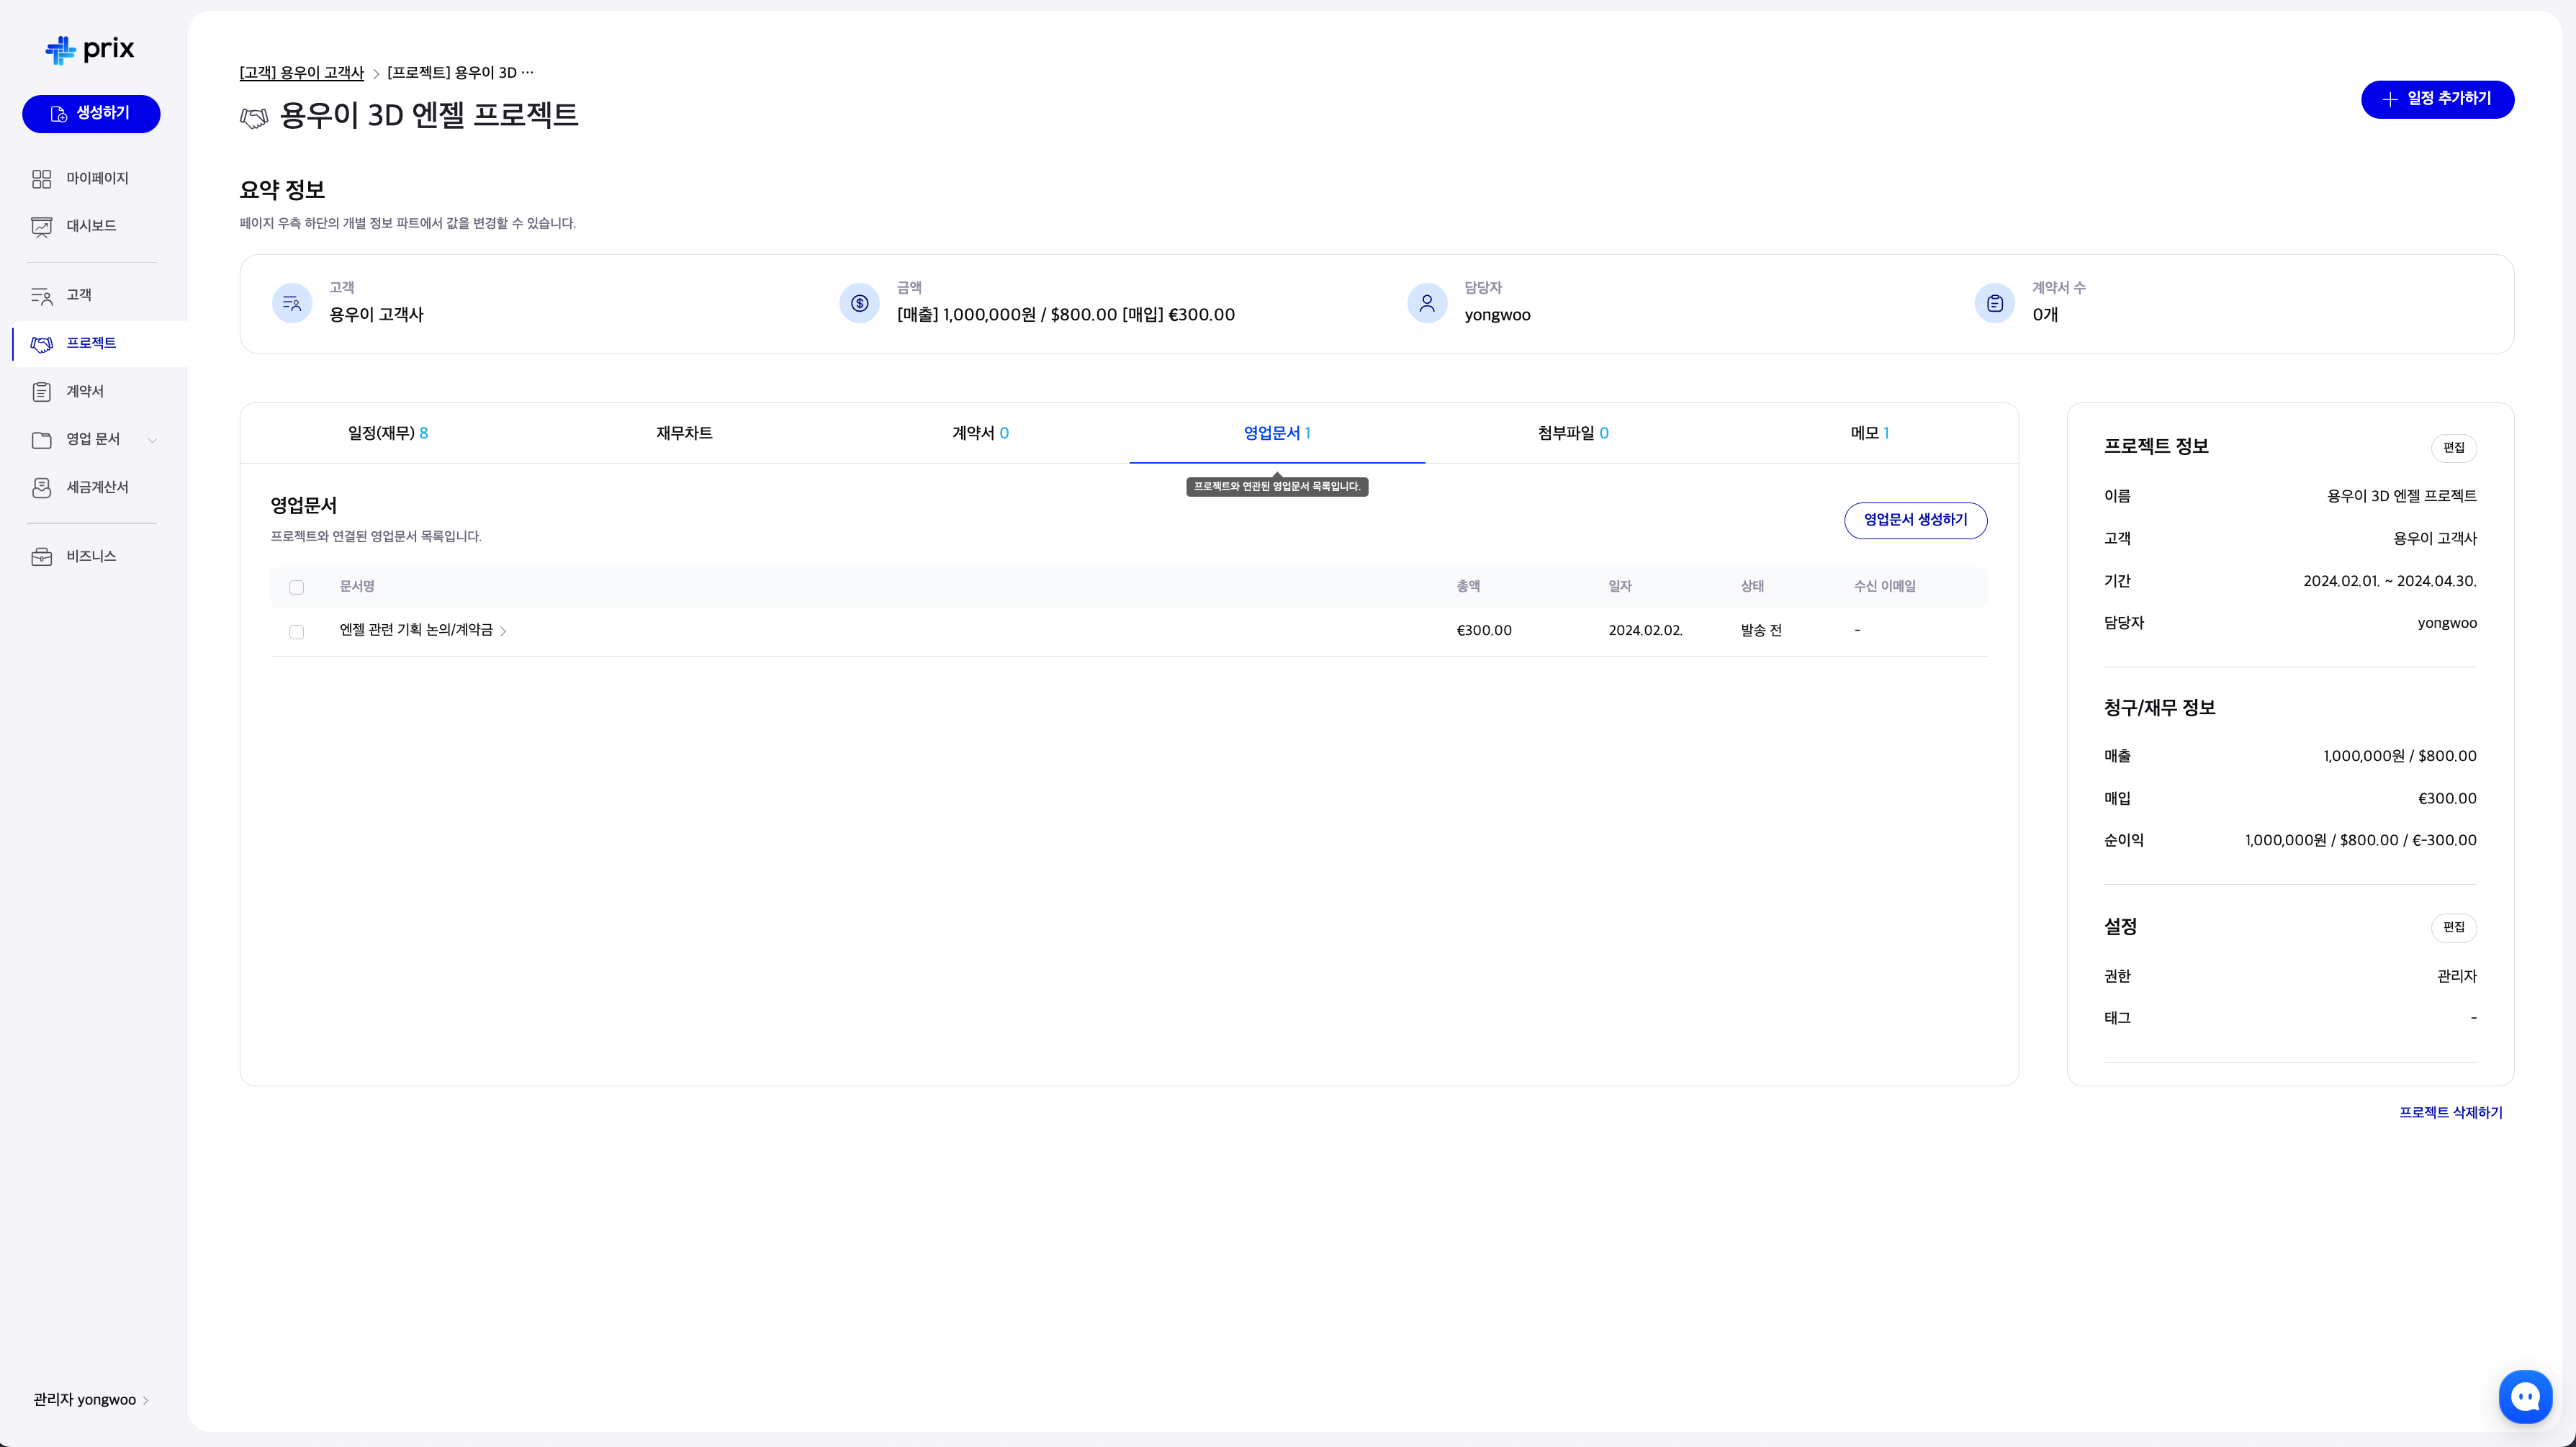 prix
생성하기
마이페이지
대시보드
고객
프로젝트
계약서
영업 문서
세금계산서
비즈니스
관리자 yongwoo
[고객] 용우이 고객사
[프로젝트] 용우이 3D ⋯
용우이 3D 엔젤 프로젝트
일정 추가하기
요약 정보
페이지 우측 하단의 개별 정보 파트에서 값을 변경할 수 있습니다.
고객
용우이 고객사
금액
[매출] 1,000,000원 / $800.00 [매입] €300.00
담당자
yongwoo
계약서 수
0개
일정(재무) 8
재무차트
계약서 0
영업문서 1
첨부파일 0
메모 1
프로젝트와 연관된 영업문서 목록입니다.
영업문서
프로젝트와 연결된 영업문서 목록입니다.
영업문서 생성하기
문서명 총액 일자 상태 수신 이메일
엔젤 관련 기획 논의/계약금 €300.00 2024.02.02. 발송 전 -
프로젝트 정보
편집
이름 용우이 3D 엔젤 프로젝트
고객 용우이 고객사
기간 2024.02.01. ~ 2024.04.30.
담당자 yongwoo
청구/재무 정보
매출 1,000,000원 / $800.00
매입 €300.00
순이익 1,000,000원 / $800.00 / €-300.00
설정
편집
권한 관리자
태그 -
프로젝트 삭제하기